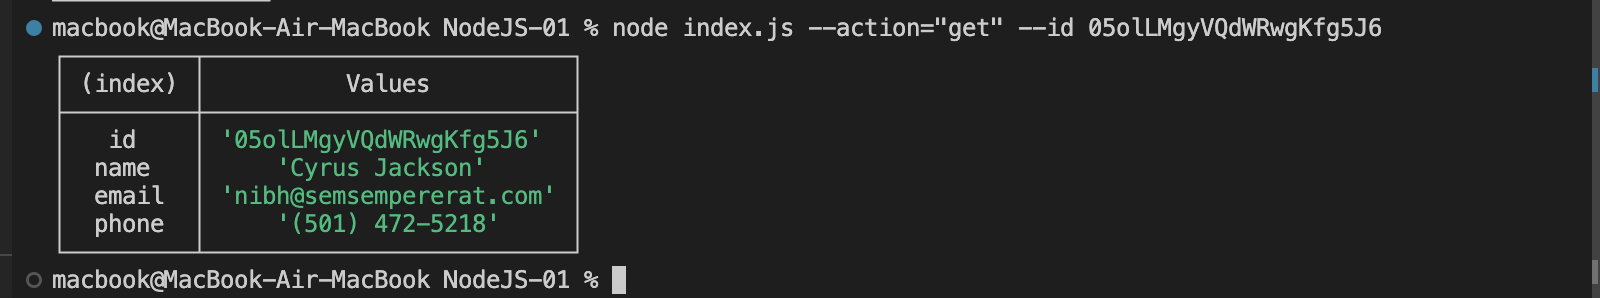 macbook@MacBook-Air-MacBook NodeJS-01 % node index.js --action="get" --id 05olLMgyVQdWRwgKfg5J6
(index) Values
id '05olLMgyVQdWRwgKfg5J6'
name 'Cyrus Jackson'
email 'nibh@semsempererat.com'
phone '(501) 472-5218'
macbook@MacBook-Air-MacBook NodeJS-01 %